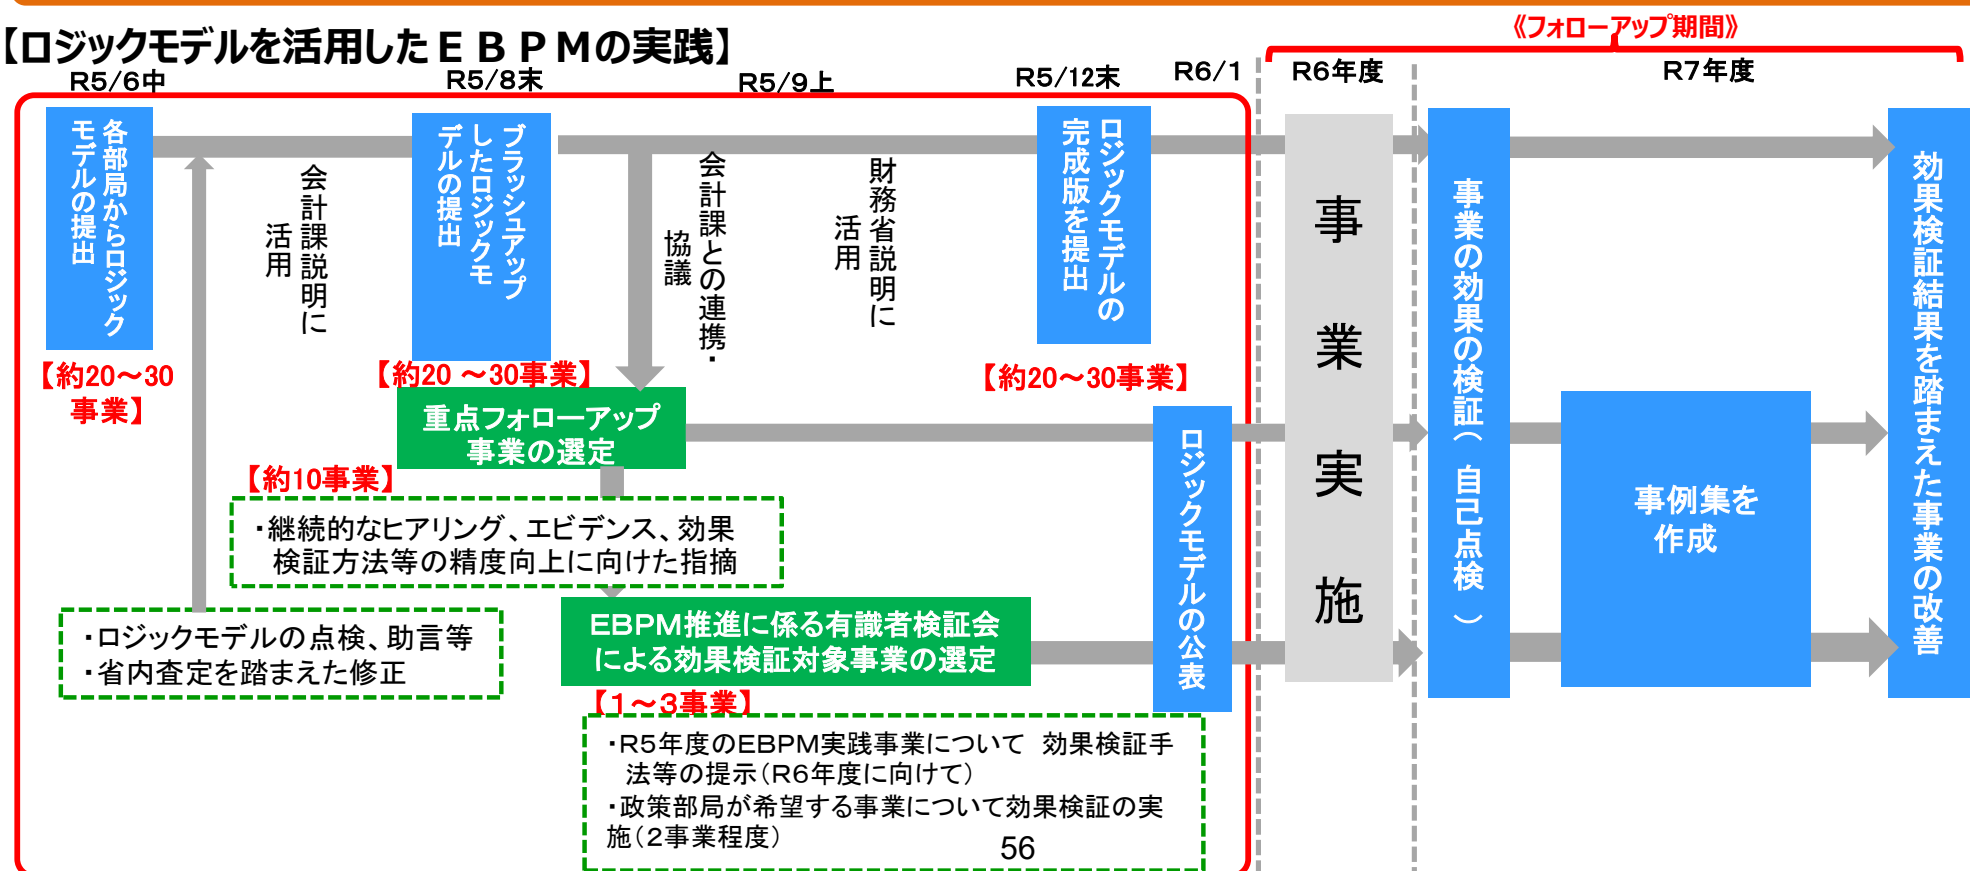 《フォローアップ期間》
【ロジックモデルを活用したEBPMの実践】
R5/6中
R5/8末
R5/9上
R5/12末
R6/1
R6年度
R7年度
各部局からロジック
モデルの提出
【約20～30
事業】
会計課説明に
活用
ブラッシュアップ
したロジックモ
デルの提出
【約20 ～30事業】
会計課との連携・
協議
財務省説明に
活用
ロジックモデルの
完成版を提出
【約20～30事業】
重点フォローアップ
事業の選定
【約10事業】
・継続的なヒアリング、エビデンス、効果
検証方法等の精度向上に向けた指摘
・ロジックモデルの点検、助言等
・省内査定を踏まえた修正
EBPM推進に係る有識者検証会
による効果検証対象事業の選定
【1～3事業】
・R5年度のEBPM実践事業について　効果検証手
法等の提示（R6年度に向けて）
・政策部局が希望する事業について効果検証の実
施（2事業程度）
ロジックモデルの公表
事業実施
事業の効果の検証（自己点検）
事例集を
作成
効果検証結果を踏まえた事業の改善
56